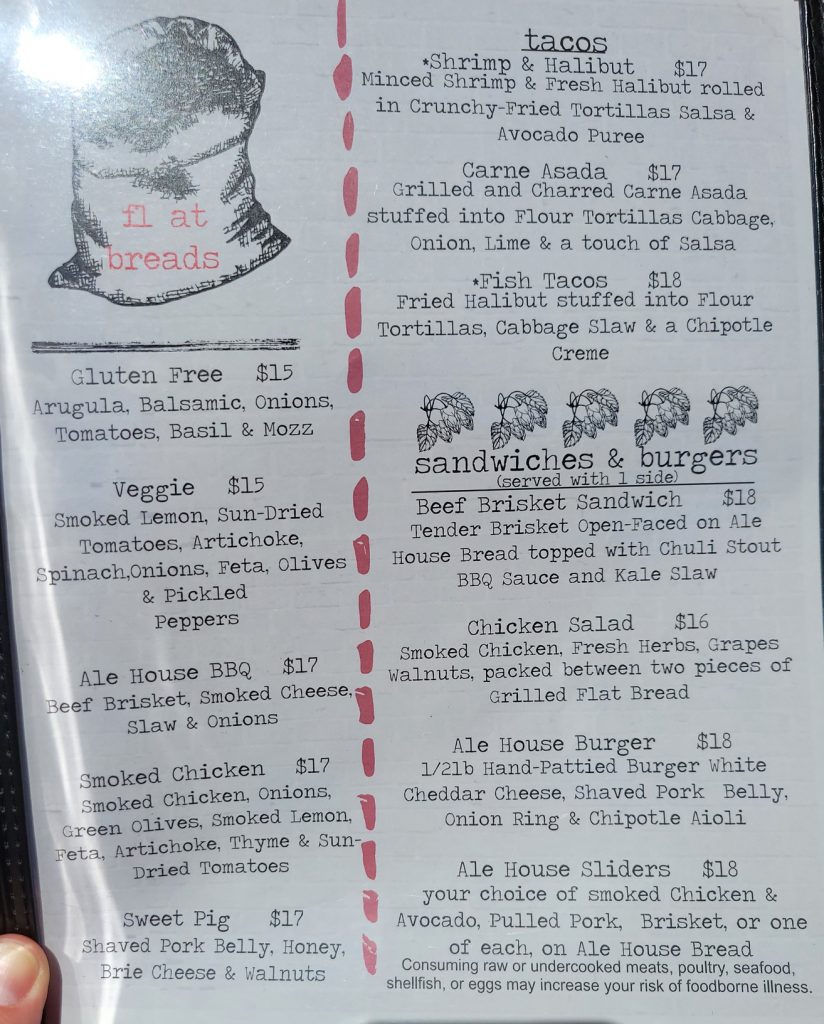 fl at
breads
Gluten Free $15
Arugula, Balsamic, Onions,
Tomatoes, Basil & Mozz
Veggie $15
Smoked Lemon, Sun-Dried
Tomatoes, Artichoke,
Spinach,Onions, Feta, Olives
& Pickled
Peppers
Ale House BBQ $17
Beef Brisket, Smoked Cheese,
Slaw & Onions
Smoked Chicken $17
Smoked Chicken, Onions,
Green Olives, Smoked Lemon,
Feta, Artichoke, Thyme & Sun-
Dried Tomatoes
Sweet Pig $17
Shaved Pork Belly, Honey,
Brie Cheese & Walnuts
tacos
*Shrimp & Halibut $17
Minced Shrimp & Fresh Halibut rolled
in Crunchy-Fried Tortillas Salsa &
Avocado Puree
Carne Asada $17
Grilled and Charred Carne Asada
stuffed into Flour Tortillas Cabbage,
Onion, Lime & a touch of Salsa
*Fish Tacos $18
Fried Halibut stuffed into Flour
Tortillas, Cabbage Slaw & a Chipotle
Creme
sandwiches & burgers
(served with 1 side)
Beef Brisket Sandwich $18
Tender Brisket Open-Faced on Ale
House Bread topped with Chuli Stout
BBQ Sauce and Kale Slaw
Chicken Salad $16
Smoked Chicken, Fresh Herbs, Grapes
Walnuts, packed between two pieces of
Grilled Flat Bread
Ale House Burger $18
1/2lb Hand-Pattied Burger White
Cheddar Cheese, Shaved Pork Belly,
Onion Ring & Chipotle Aioli
Ale House Sliders $18
your choice of smoked Chicken &
Avocado, Pulled Pork, Brisket, or one
of each, on Ale House Bread
Consuming raw or undercooked meats, poultry, seafood,
shellfish, or eggs may increase your risk of foodborne illness.